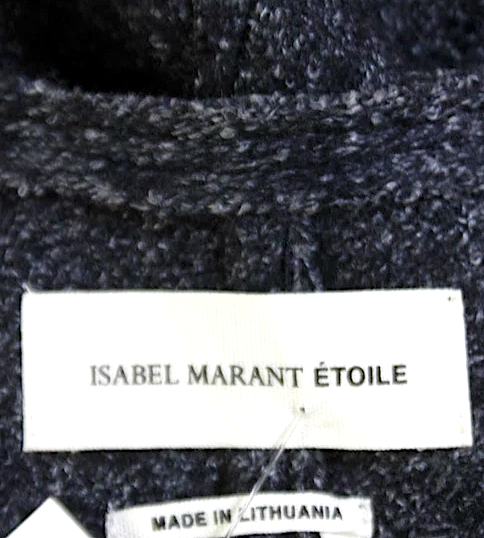 ISABEL MARANT ÉTOILE
MADE IN LITHUANIA